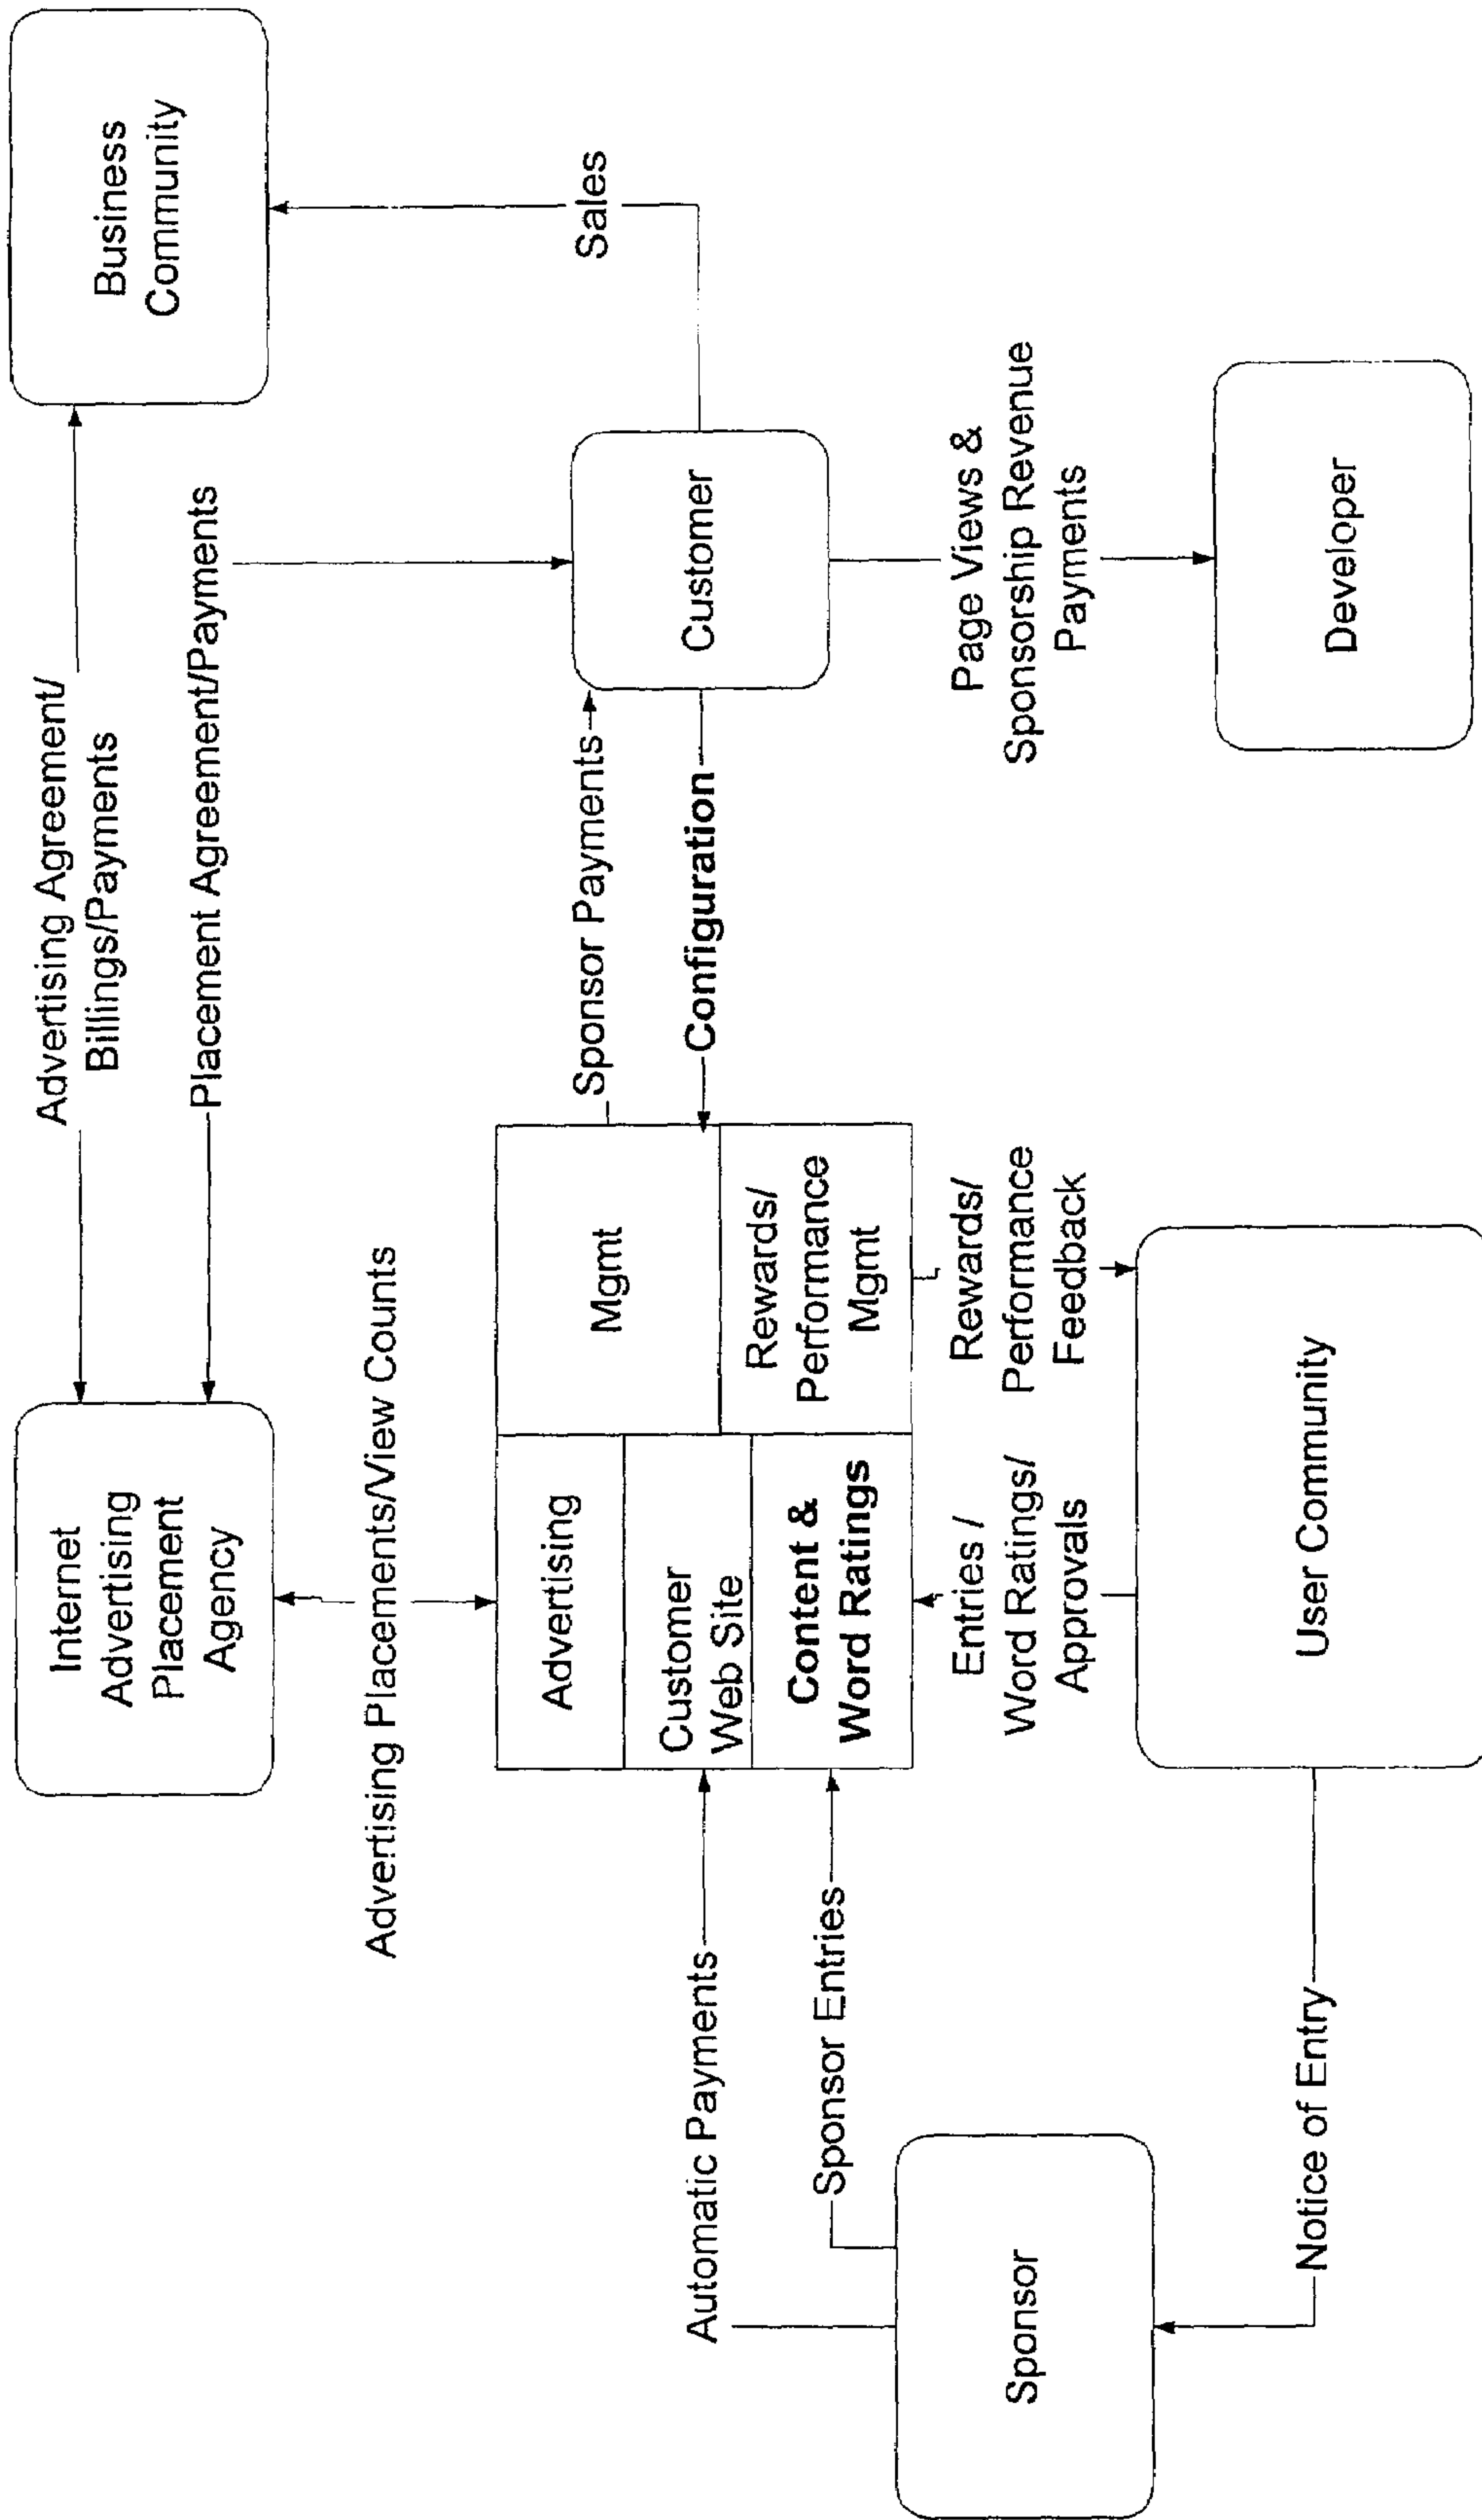 Internet
Advertising
Placement
Agency
Advertising Agreement/
Billings/Payments
Placement Agreement/Payments
Business
Community
Advertising Placements/View Counts
Sales
Advertising
Customer
Web Site
Content &
Word Ratings
Mgmt
Rewards/
Performance
Mgmt
Sponsor Payments
Configuration
Customer
Automatic Payments
Sponsor Entries
Sponsor
Entries /
Word Ratings/
Approvals
Rewards/
Performance
Feedback
Page Views &
Sponsorship Revenue
Payments
User Community
Developer
Notice of Entry